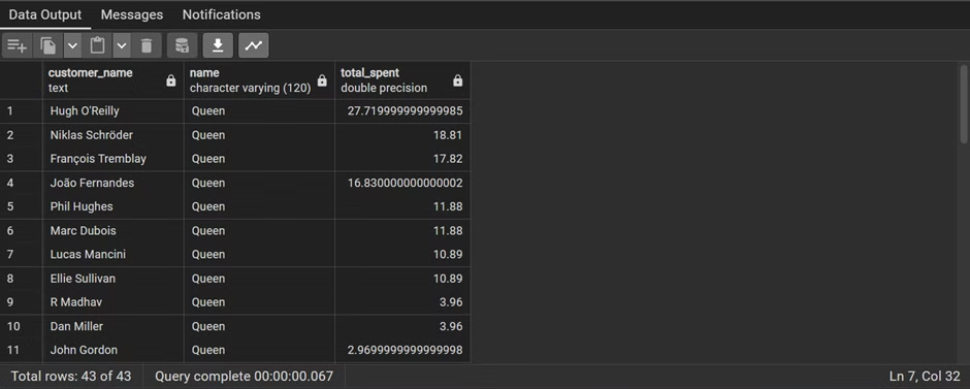 Data Output Messages Notifications
customer_name name total_spent
text character varying (120) double precision
1 Hugh O'Reilly Queen 27.719999999999985
2 Niklas Schröder Queen 18.81
3 François Tremblay Queen 17.82
4 João Fernandes Queen 16.830000000000002
5 Phil Hughes Queen 11.88
6 Marc Dubois Queen 11.88
7 Lucas Mancini Queen 10.89
8 Ellie Sullivan Queen 10.89
9 R Madhav Queen 3.96
10 Dan Miller Queen 3.96
11 John Gordon Queen 2.9699999999999998
Total rows: 43 of 43 Query complete 00:00:00.067 Ln 7, Col 32